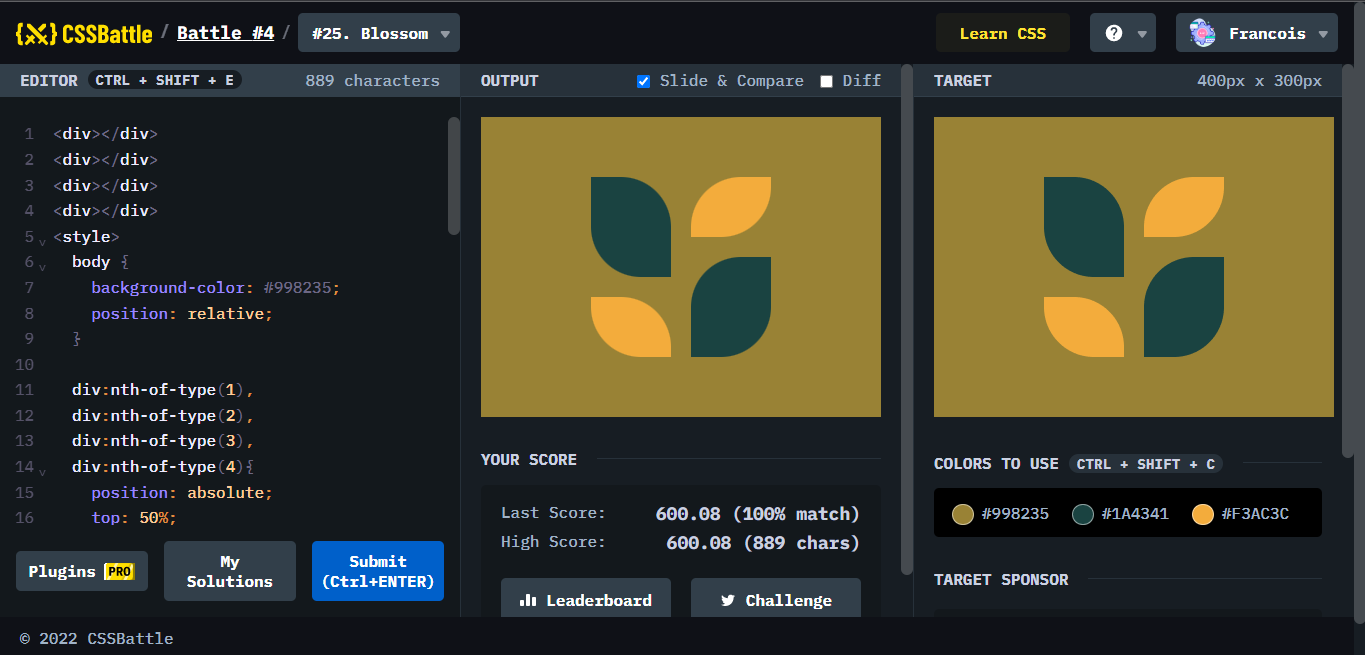 {X} CSSBattle / Battle #4 / #25. Blossom ▼ Learn CSS ? ▼ Francois ▼
EDITOR CTRL + SHIFT + E 889 characters
1 <div></div>
2 <div></div>
3 <div></div>
4 <div></div>
5 <style>
6 body {
7 background-color: #998235;
8 position: relative;
9 }
10
11 div:nth-of-type(1),
12 div:nth-of-type(2),
13 div:nth-of-type(3),
14 div:nth-of-type(4){
15 position: absolute;
16 top: 50%;
Plugins PRO
My
Solutions
Submit
(Ctrl+ENTER)
OUTPUT Slide & Compare Diff
YOUR SCORE
Last Score: 600.08 (100% match)
High Score: 600.08 (889 chars)
Leaderboard Challenge
TARGET 400px x 300px
COLORS TO USE CTRL + SHIFT + C
#998235 #1A4341 #F3AC3C
TARGET SPONSOR
© 2022 CSSBattle